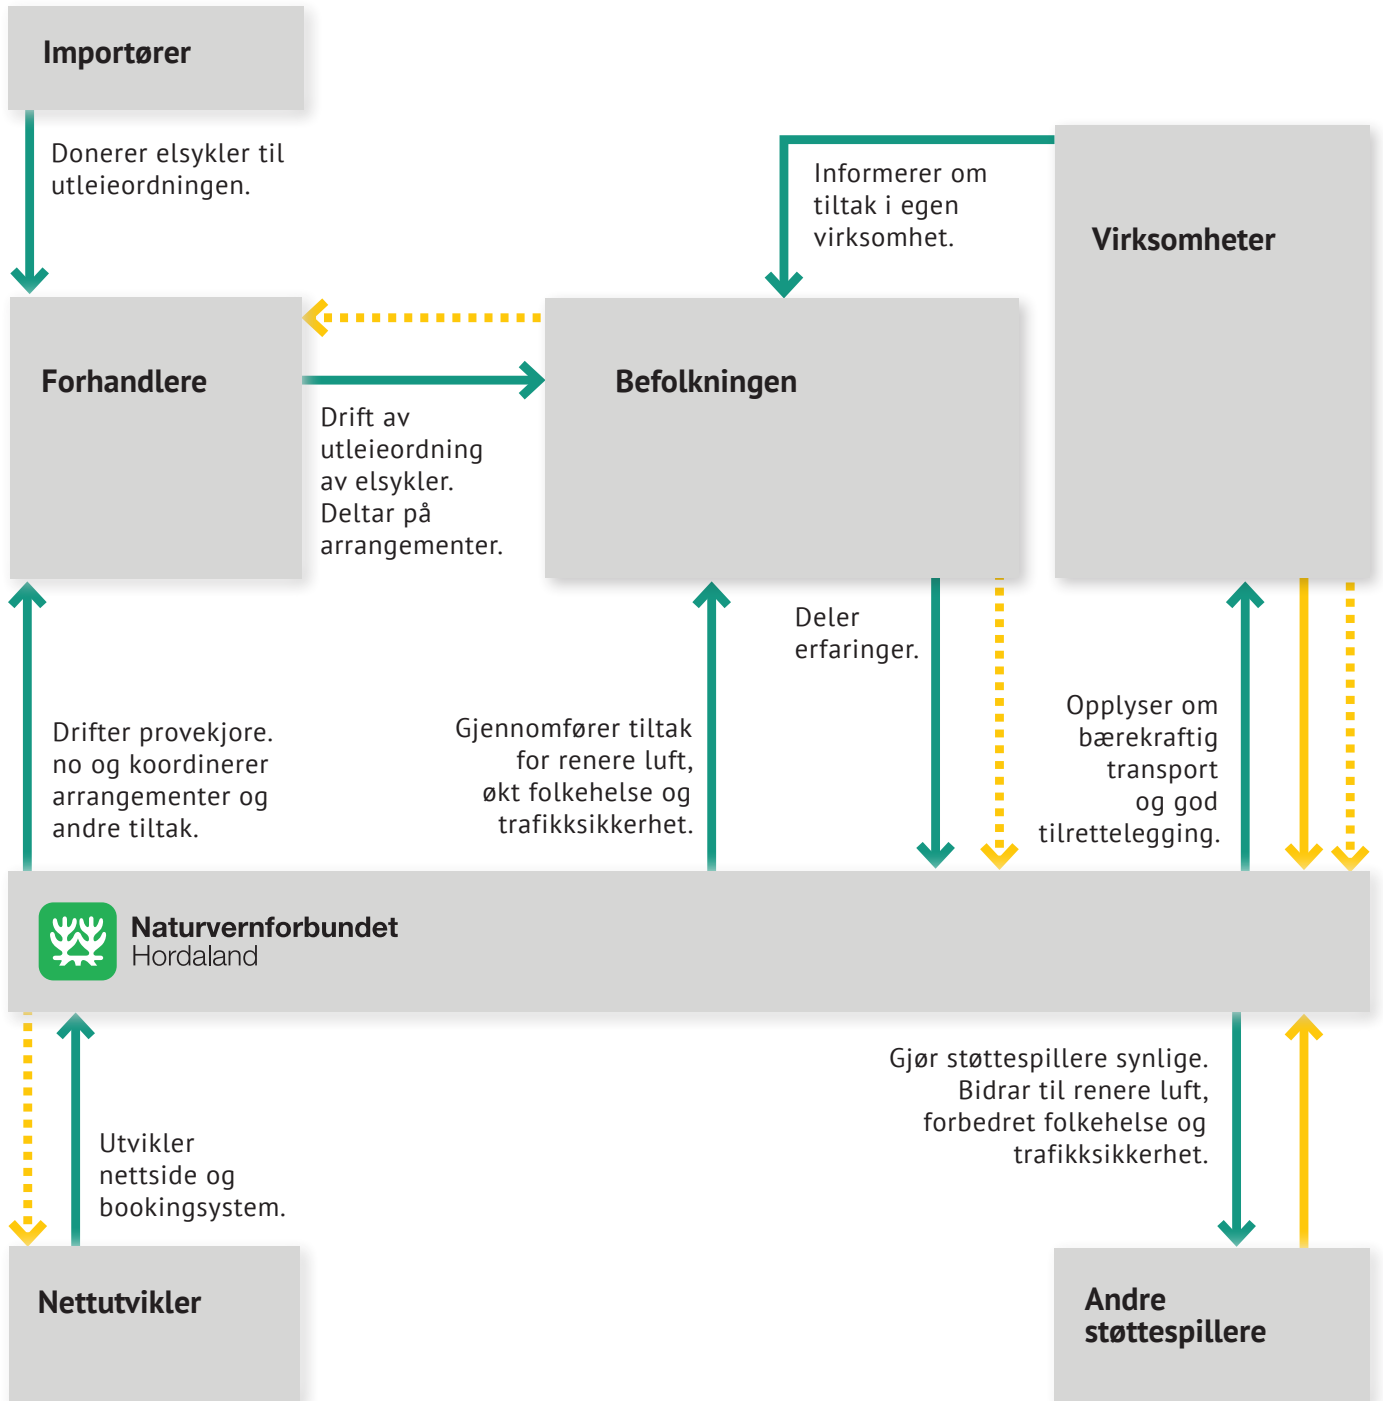 Importører
Donerer elsykler til
utleieordningen.
Informerer om
tiltak i egen
virksomhet.
Virksomheter
Forhandlere
Befolkningen
Drift av
utleieordning
av elsykler.
Deltar på
arrangementer.
Deler
erfaringer.
Drifter provekjore.
no og koordinerer
arrangementer og
andre tiltak.
Gjennomfører tiltak
for renere luft,
økt folkehelse og
trafikksikkerhet.
Opplyser om
bærekraftig
transport
og god
tilrettelegging.
Naturvernforbundet
Hordaland
Utvikler
nettside og
bookingsystem.
Gjør støttespillere synlige.
Bidrar til renere luft,
forbedret folkehelse og
trafikksikkerhet.
Nettutvikler
Andre
støttespillere